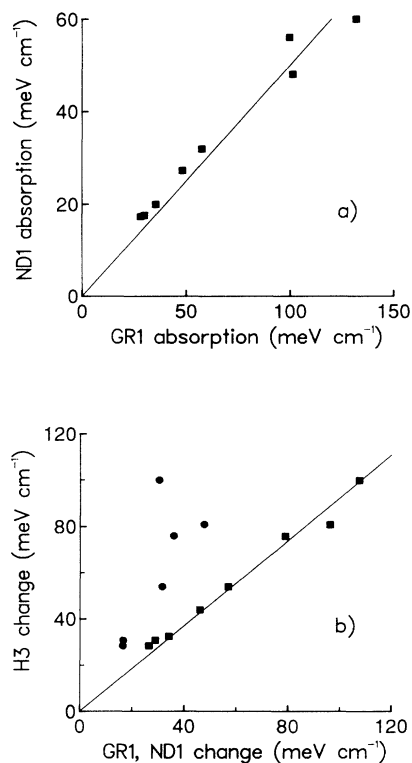 60
40
20
0
ND1 absorption (meV cm⁻¹)
a)
0
50
100
150
GR1 absorption (meV cm⁻¹)
120
80
40
0
H3 change (meV cm⁻¹)
b)
0
40
80
120
GR1, ND1 change (meV cm⁻¹)